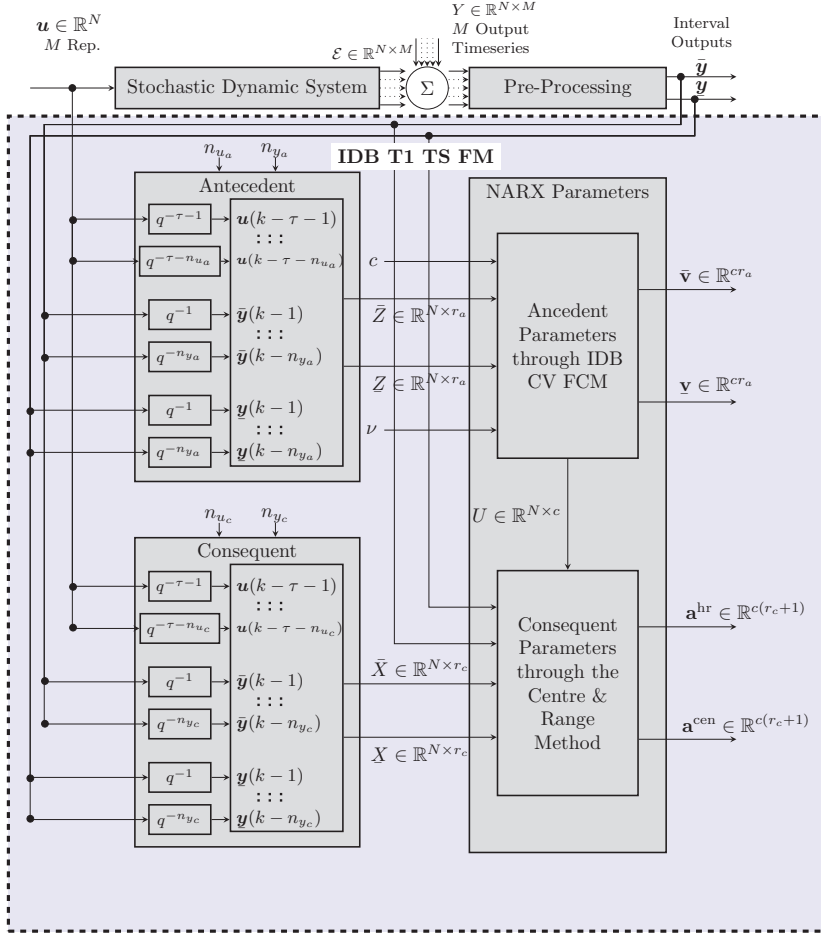 𝒖 ∈ ℝ^N
M Rep.
ℰ ∈ ℝ^{N×M}
Y ∈ ℝ^{N×M}
M Output
Timeseries
Interval
Outputs
Stochastic Dynamic System
Σ
Pre-Processing
ȳ
y̲
IDB T1 TS FM
n_{u_a}
n_{y_a}
Antecedent
q^{−τ−1}
u(k − τ − 1)
⋮⋮⋮
q^{−τ−n_{u_a}}
u(k − τ − n_{u_a})
q^{−1}
ȳ(k − 1)
⋮⋮⋮
q^{−n_{y_a}}
ȳ(k − n_{y_a})
q^{−1}
y̲(k − 1)
⋮⋮⋮
q^{−n_{y_a}}
y̲(k − n_{y_a})
c
Z̄ ∈ ℝ^{N×r_a}
Z̲ ∈ ℝ^{N×r_a}
ν
NARX Parameters
Ancedent
Parameters
through IDB
CV FCM
v̄ ∈ ℝ^{cr_a}
v̲ ∈ ℝ^{cr_a}
U ∈ ℝ^{N×c}
n_{u_c}
n_{y_c}
Consequent
q^{−τ−1}
u(k − τ − 1)
⋮⋮⋮
q^{−τ−n_{u_c}}
u(k − τ − n_{u_c})
q^{−1}
ȳ(k − 1)
⋮⋮⋮
q^{−n_{y_c}}
ȳ(k − n_{y_c})
q^{−1}
y̲(k − 1)
⋮⋮⋮
q^{−n_{y_c}}
y̲(k − n_{y_c})
X̄ ∈ ℝ^{N×r_c}
X̲ ∈ ℝ^{N×r_c}
Consequent
Parameters
through the
Centre &
Range
Method
a^{hr} ∈ ℝ^{c(r_c+1)}
a^{cen} ∈ ℝ^{c(r_c+1)}